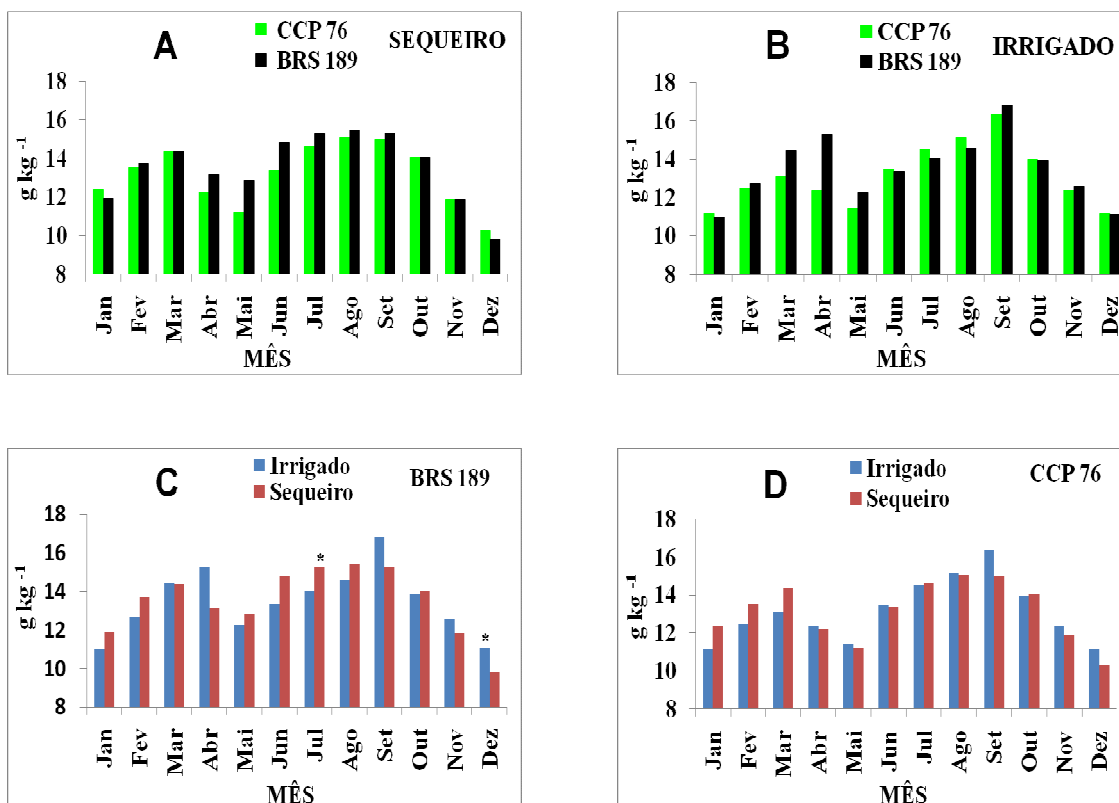 A
CCP 76
BRS 189
SEQUEIRO
g kg -1
18
16
14
12
10
8
Jan Fev Mar Abr Mai Jun Jul Ago Set Out Nov Dez
MÊS
B
CCP 76
BRS 189
IRRIGADO
g kg -1
18
16
14
12
10
8
Jan Fev Mar Abr Mai Jun Jul Ago Set Out Nov Dez
MÊS
C
Irrigado
Sequeiro
BRS 189
g kg -1
18
16
14
12
10
8
*
*
Jan Fev Mar Abr Mai Jun Jul Ago Set Out Nov Dez
MÊS
D
Irrigado
Sequeiro
CCP 76
g kg -1
18
16
14
12
10
8
Jan Fev Mar Abr Mai Jun Jul Ago Set Out Nov Dez
MÊS